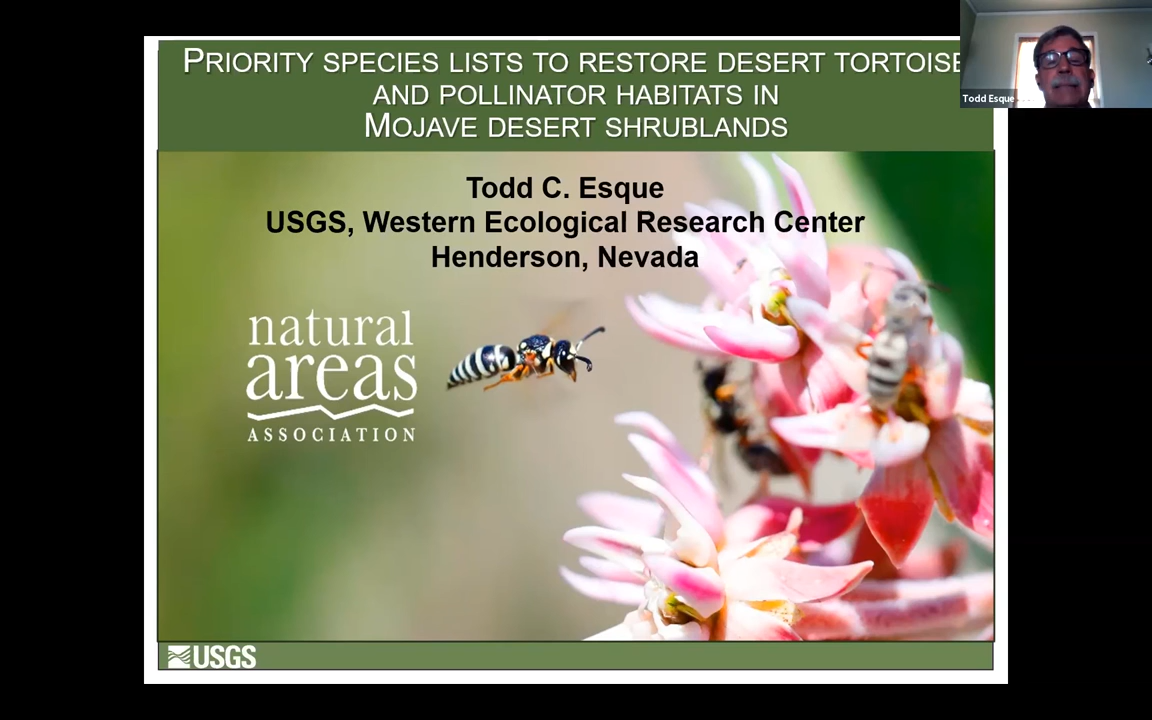 PRIORITY SPECIES LISTS TO RESTORE DESERT TORTOISE
AND POLLINATOR HABITATS IN
MOJAVE DESERT SHRUBLANDS
Todd Esque
Todd C. Esque
USGS, Western Ecological Research Center
Henderson, Nevada
natural
areas
ASSOCIATION
USGS